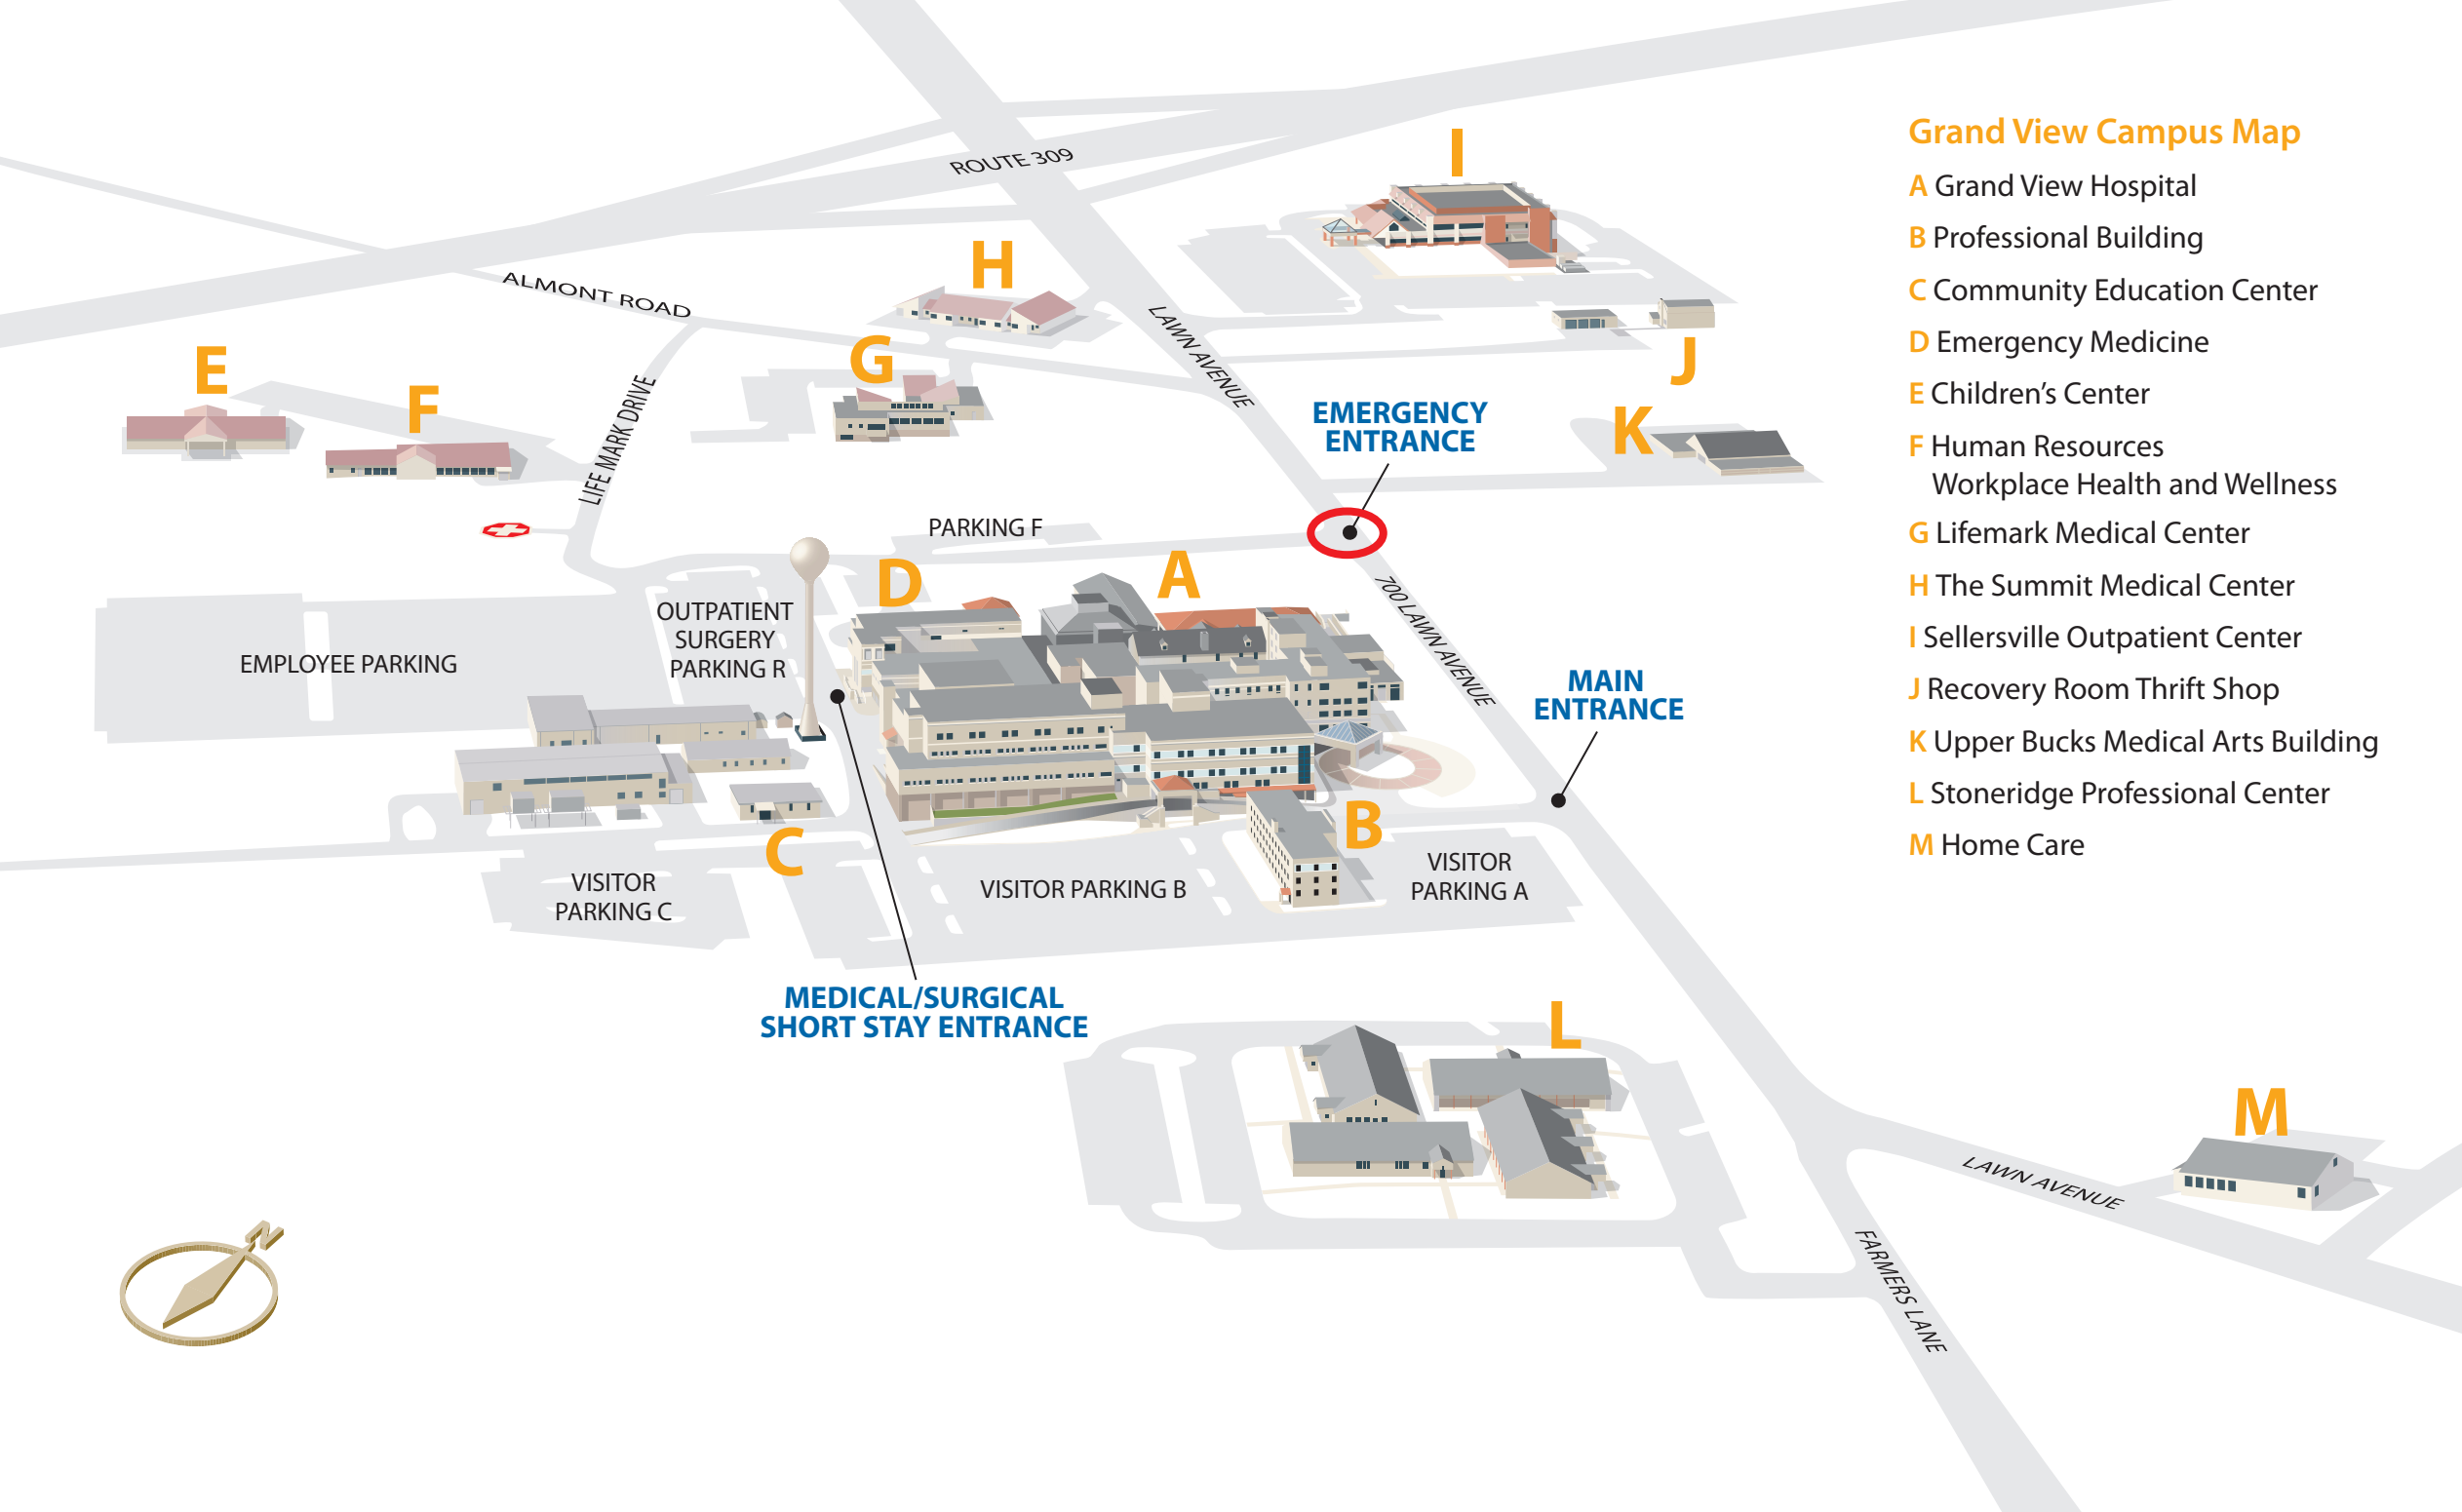 ROUTE 309
I
Grand View Campus Map
A Grand View Hospital
B Professional Building
C Community Education Center
D Emergency Medicine
E Children's Center
F Human Resources
Workplace Health and Wellness
G Lifemark Medical Center
H The Summit Medical Center
I Sellersville Outpatient Center
J Recovery Room Thrift Shop
K Upper Bucks Medical Arts Building
L Stoneridge Professional Center
M Home Care
H
ALMONT ROAD
LAWN AVENUE
E
F
G
J
K
LIFE MARK DRIVE
EMERGENCY
ENTRANCE
PARKING F
D
A
OUTPATIENT
SURGERY
PARKING R
EMPLOYEE PARKING
700 LAWN AVENUE
MAIN
ENTRANCE
C
B
VISITOR
PARKING C
VISITOR PARKING B
VISITOR
PARKING A
MEDICAL/SURGICAL
SHORT STAY ENTRANCE
L
M
LAWN AVENUE
FARMERS LANE
N